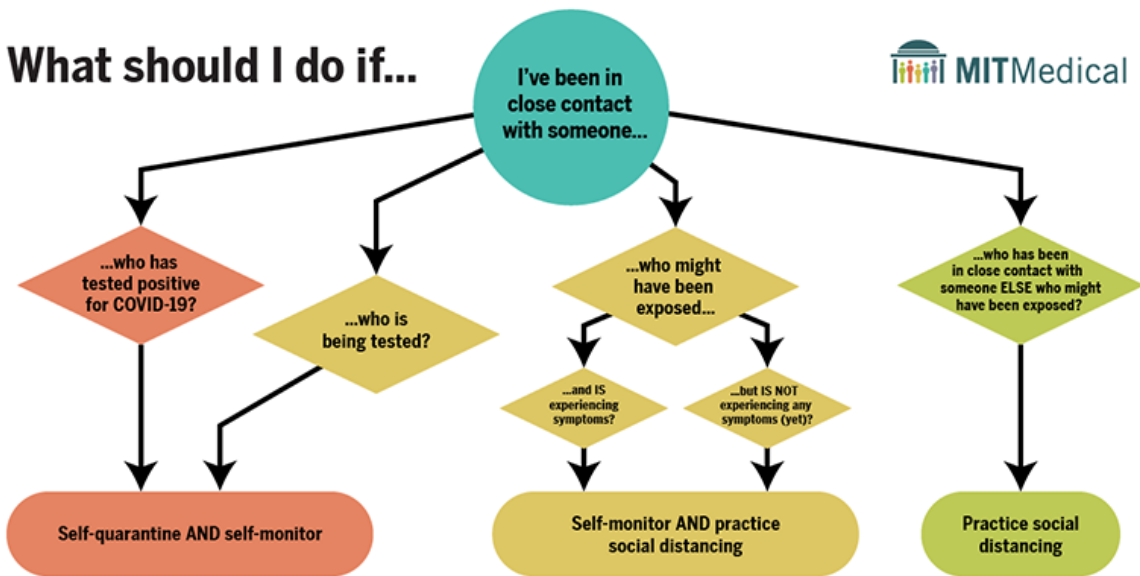 What should I do if...
I've been in
close contact
with someone...
MITMedical
...who has
tested positive
for COVID-19?
...who is
being tested?
...who might
have been
exposed...
...and IS
experiencing
symptoms?
...but IS NOT
experiencing any
symptoms (yet)?
...who has been
in close contact with
someone ELSE who might
have been exposed?
Self-quarantine AND self-monitor
Self-monitor AND practice
social distancing
Practice social
distancing